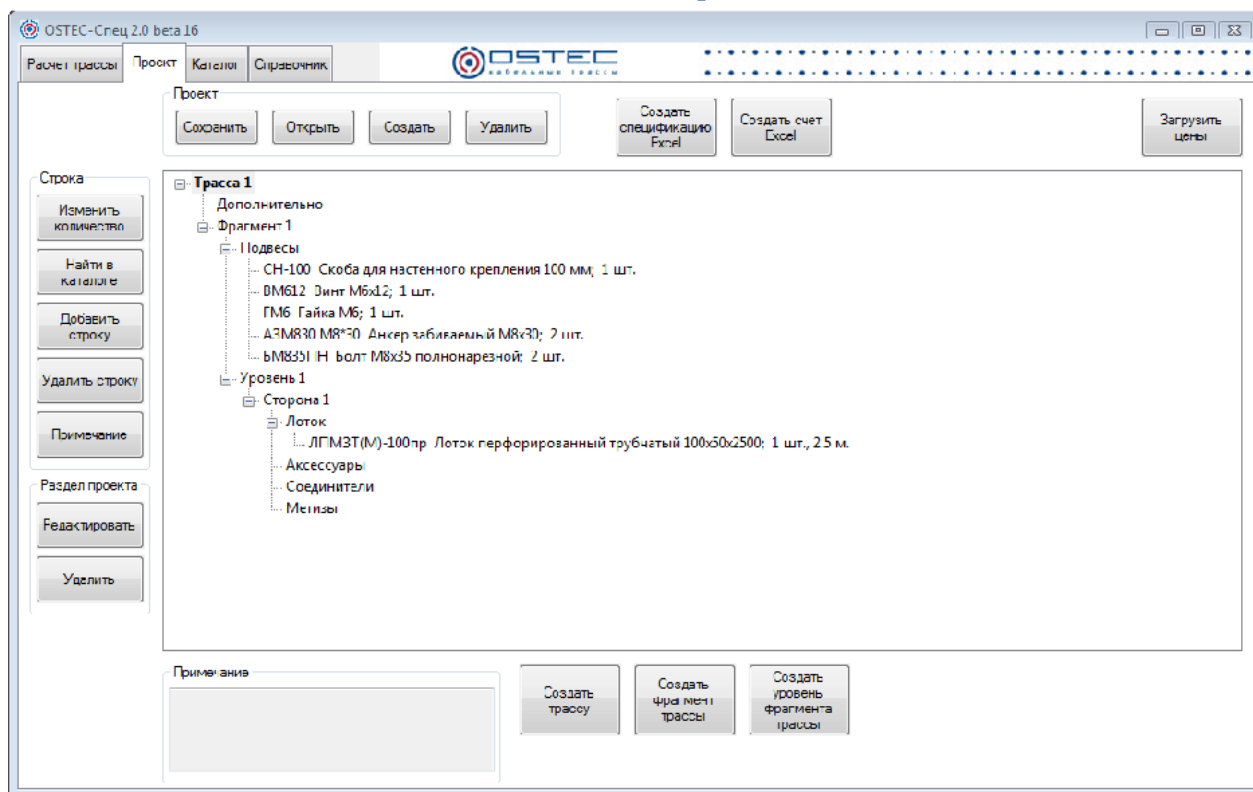 OSTEC-Спец 2.0 beta 16
Расчет трассы Проект Каталог Справочник
OSTEC
кабельные трассы
Проект
Сохранить Открыть Создать Удалить
Создать
спецификацию
Excel
Создать счет
Excel
Загрузить
цены
Строка
Изменить
количество
Найти в
каталоге
Добавить
строку
Удалить строку
Примечание
Раздел проекта
Редактировать
Удалить
Трасса 1
Дополнительно
Фрагмент 1
Подвесы
СН-100 Скоба для настенного крепления 100 мм; 1 шт.
ВМ612 Винт М6х12; 1 шт.
ГМ6 Гайка М6; 1 шт.
АЗМ830 М8*30 Анкер забиваемый М8х30; 2 шт.
БМ835ПН Болт М8х35 полнонарезной; 2 шт.
Уровень 1
Сторона 1
Лоток
ЛПМЗТ(М)-100пр Лоток перфорированный трубчатый 100х50х2500; 1 шт., 2.5 м.
Аксессуары
Соединители
Метизы
Примечание
Создать
трассу
Создать
фрагмент
трассы
Создать
уровень
фрагмента
трассы